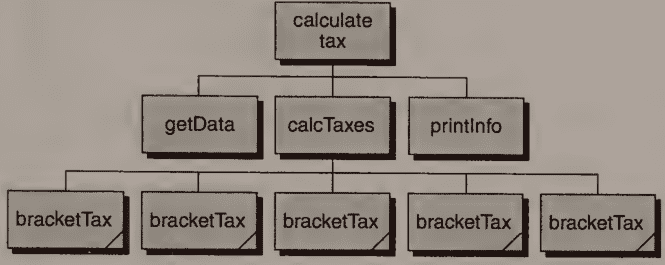 calculate
tax
getData
calcTaxes
printInfo
bracketTax
bracketTax
bracketTax
bracketTax
bracketTax